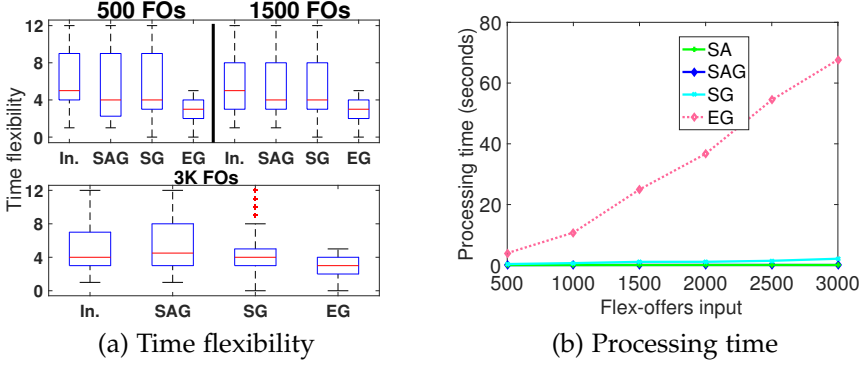 500 FOs 1500 FOs
12
8
4
0
In. SAG SG EG In. SAG SG EG
Time flexibility
3K FOs
12
8
4
0
In. SAG SG EG
(a) Time flexibility
80
60
40
20
0
Processing time (seconds)
SA
SAG
SG
EG
500 1000 1500 2000 2500 3000
Flex-offers input
(b) Processing time